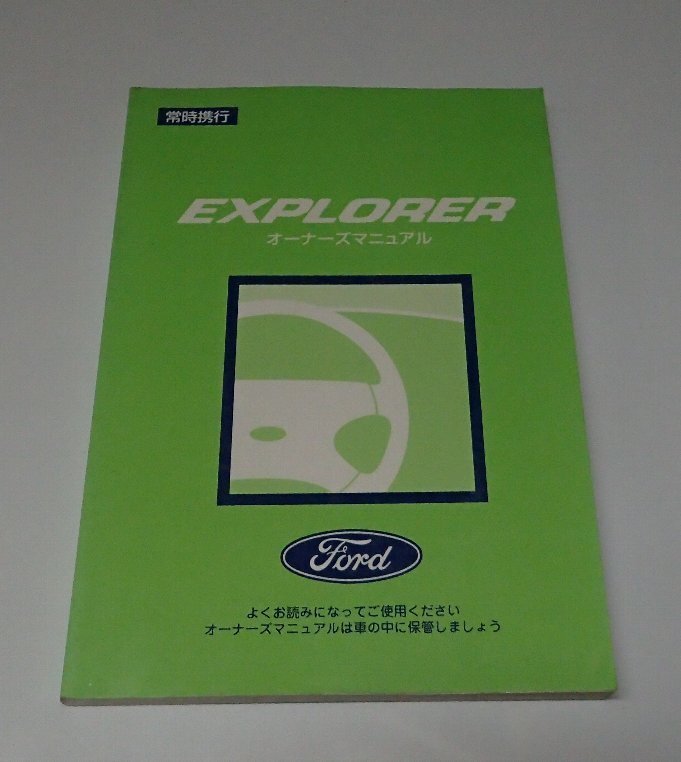 常時携行
EXPLORER
オーナーズマニュアル
Ford
よくお読みになってご使用ください
オーナーズマニュアルは車の中に保管しましょう